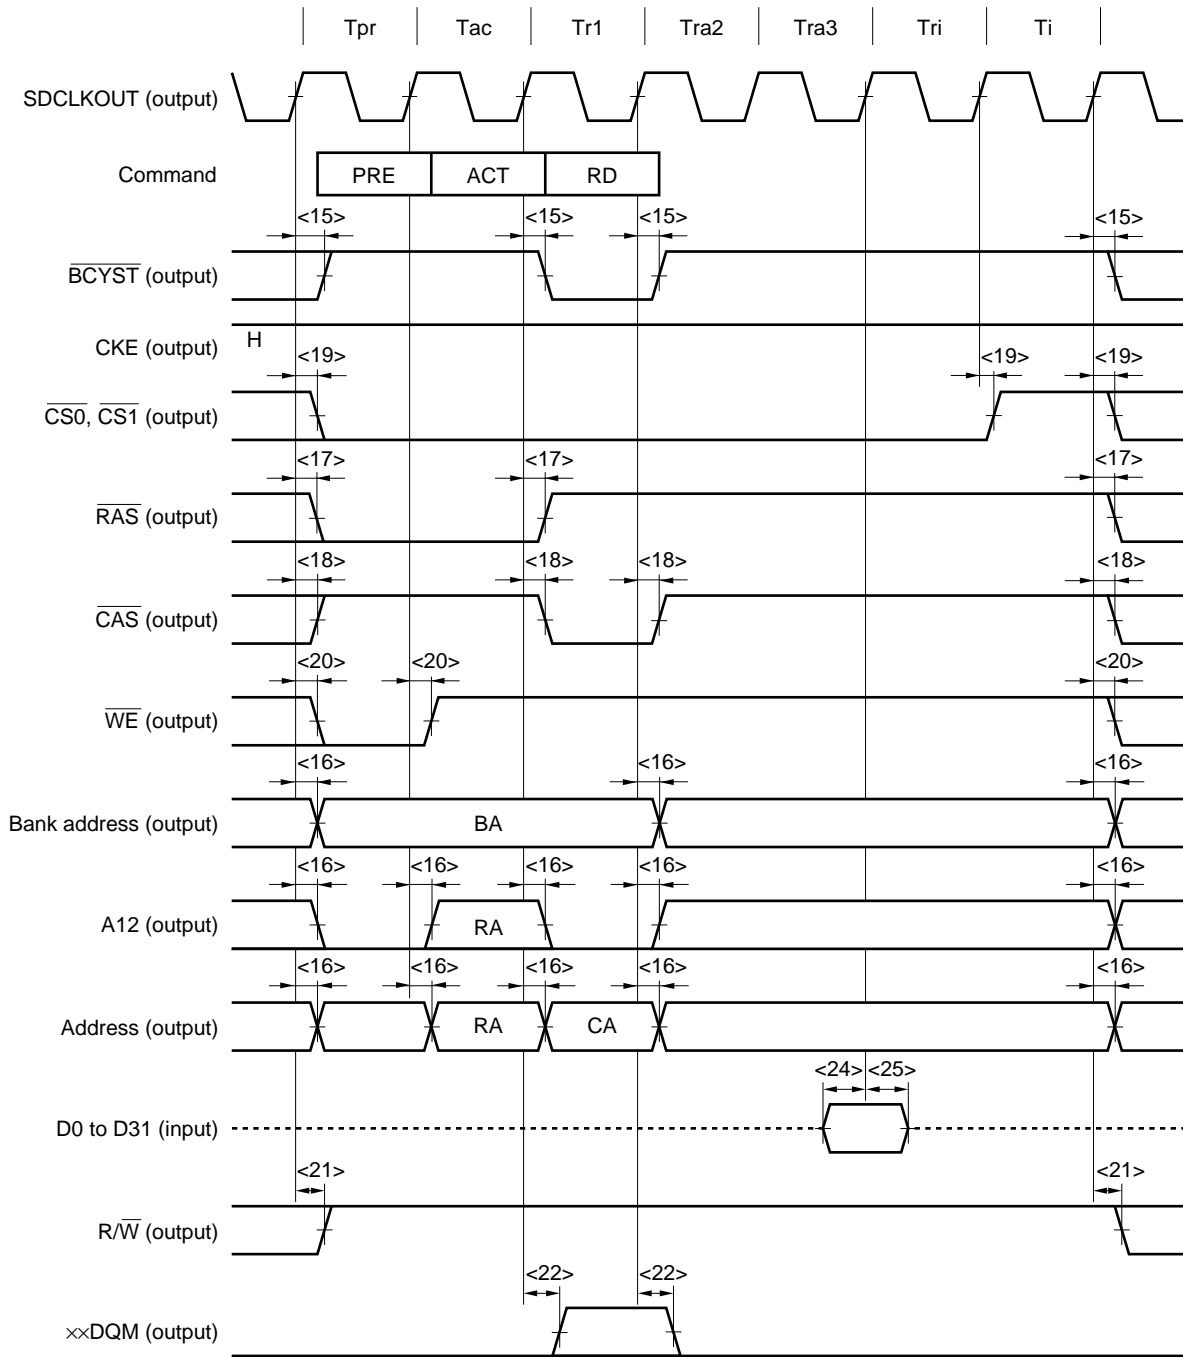 Tpr Tac Tr1 Tra2 Tra3 Tri Ti
SDCLKOUT (output)
Command PRE ACT RD
<15> <15> <15> <15>
BCYST (output)
CKE (output) H
<19> <19> <19>
CS0, CS1 (output)
<17> <17> <17>
RAS (output)
<18> <18> <18> <18>
CAS (output)
<20> <20> <20>
WE (output)
<16> <16> <16>
Bank address (output) BA
<16> <16> <16> <16> <16>
A12 (output) RA
<16> <16> <16> <16> <16>
Address (output) RA CA
<24> <25>
D0 to D31 (input)
<21> <21>
R/W (output)
<22> <22>
××DQM (output)